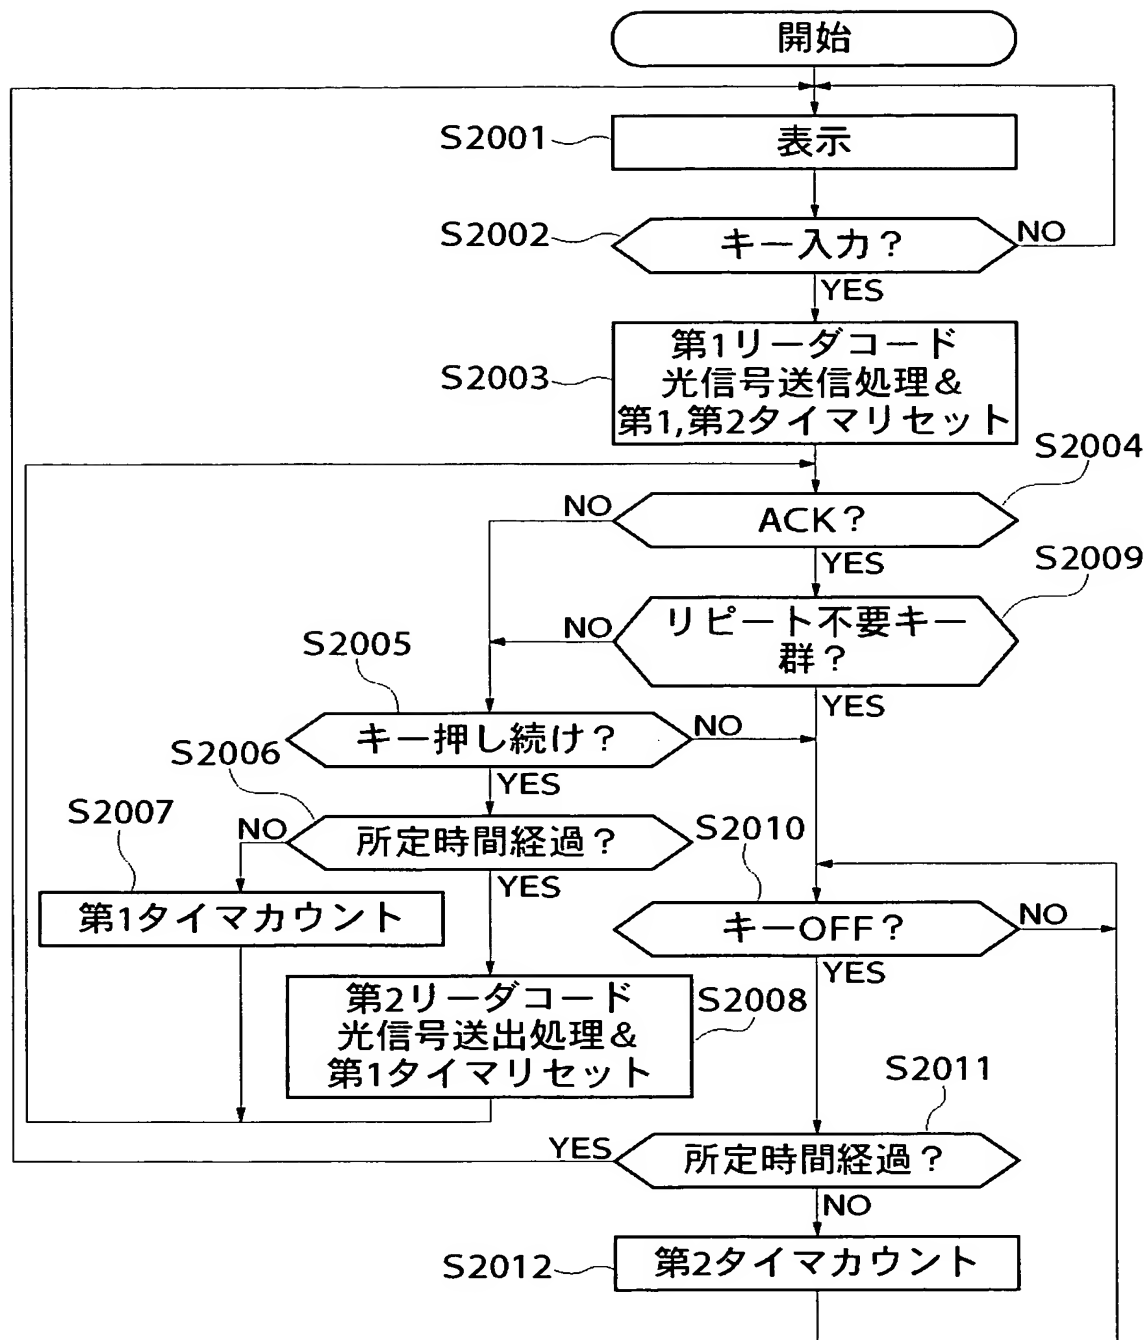 開始
S2001
表示
S2002
キー入力？
NO
YES
S2003
第1リーダコード
光信号送信処理＆
第1,第2タイマリセット
S2004
ACK？
NO
YES
S2009
リピート不要キー
群？
NO
YES
S2005
キー押し続け？
NO
YES
S2006
所定時間経過？
NO
YES
S2007
第1タイマカウント
S2008
第2リーダコード
光信号送出処理＆
第1タイマリセット
S2010
キーOFF？
NO
YES
S2011
所定時間経過？
YES
NO
S2012
第2タイマカウント